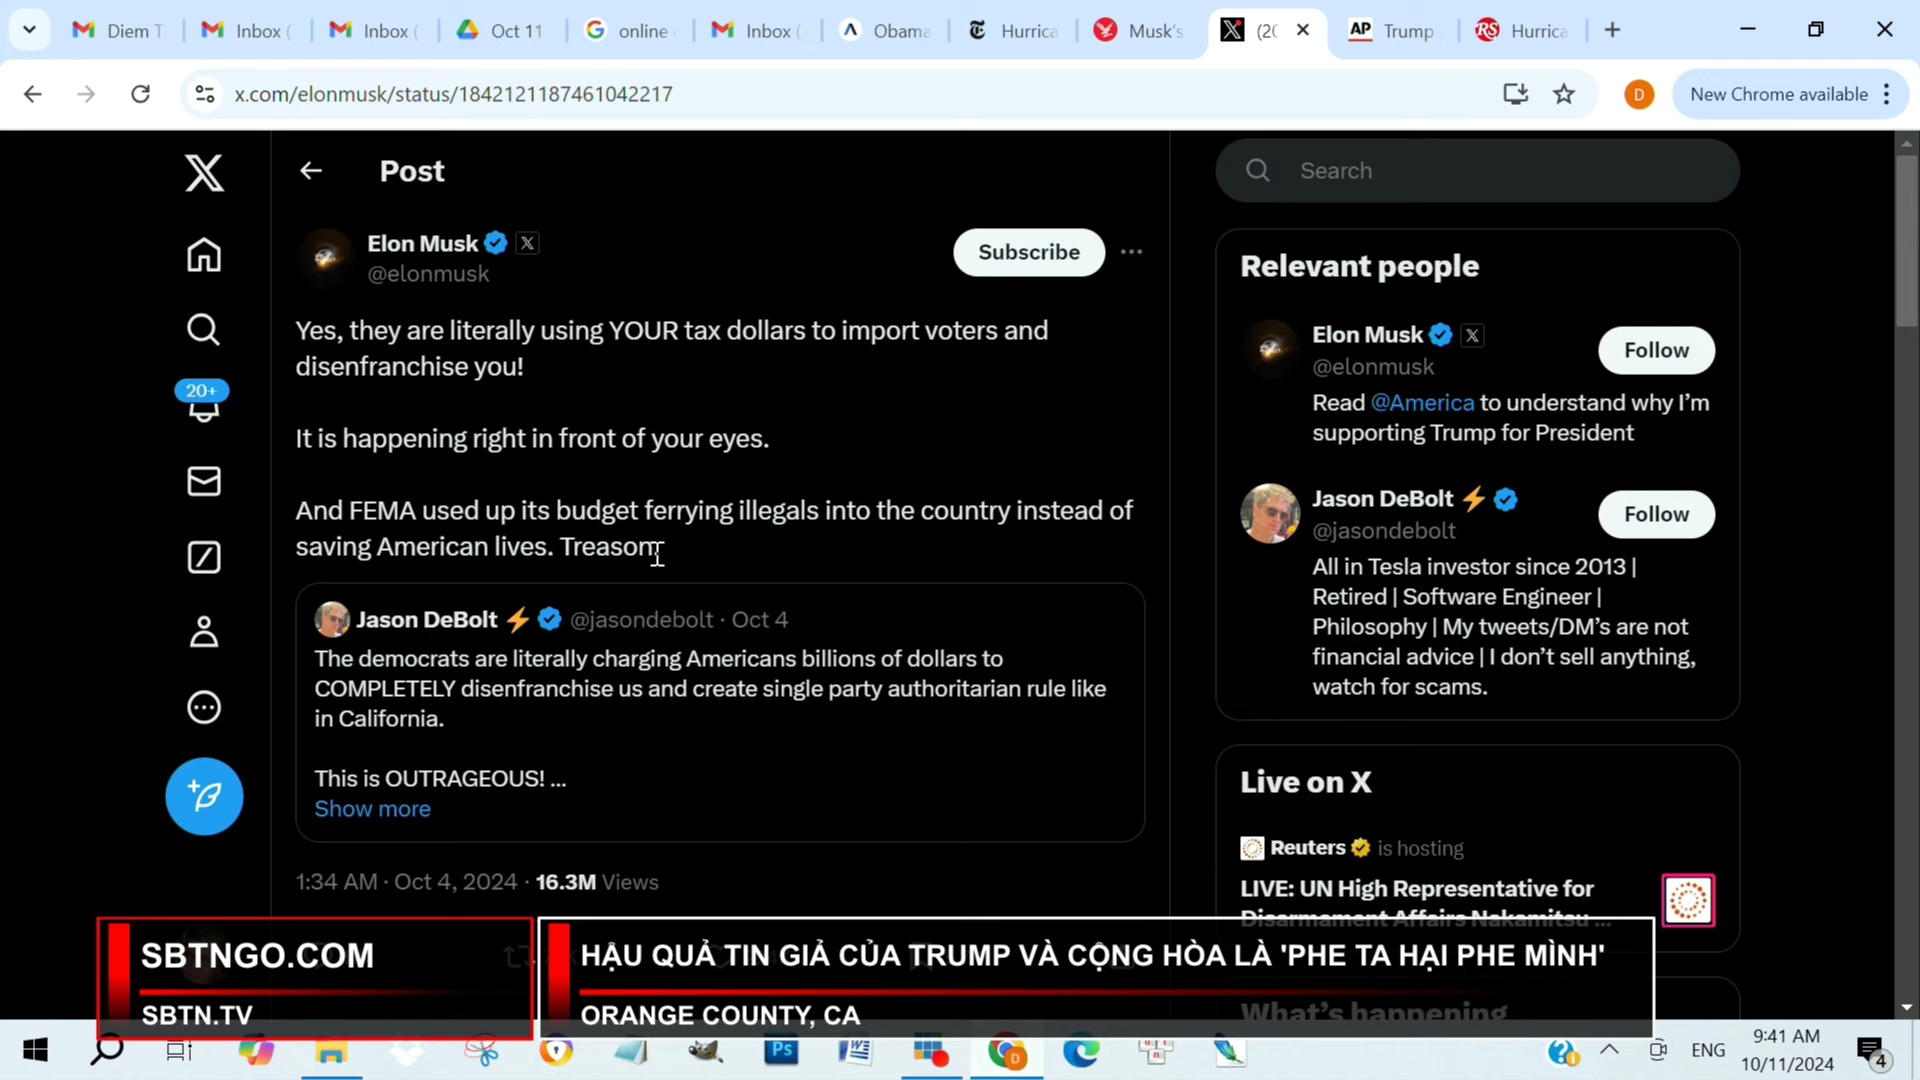 Diem T
Inbox (
Inbox (
Oct 11
online
Inbox (
Obama
Hurrica
Musk's
(20
Trump
Hurrica
x.com/elonmusk/status/1842121187461042217
D
New Chrome available
Post
Search
Elon Musk
@elonmusk
Subscribe
Yes, they are literally using YOUR tax dollars to import voters and
disenfranchise you!
It is happening right in front of your eyes.
And FEMA used up its budget ferrying illegals into the country instead of
saving American lives. Treason
Jason DeBolt ⚡ @jasondebolt · Oct 4
The democrats are literally charging Americans billions of dollars to
COMPLETELY disenfranchise us and create single party authoritarian rule like
in California.
This is OUTRAGEOUS! ...
Show more
1:34 AM · Oct 4, 2024 · 16.3M Views
20+
Relevant people
Elon Musk
@elonmusk
Follow
Read @America to understand why I'm
supporting Trump for President
Jason DeBolt ⚡
@jasondebolt
Follow
All in Tesla investor since 2013 |
Retired | Software Engineer |
Philosophy | My tweets/DM's are not
financial advice | I don't sell anything,
watch for scams.
Live on X
Reuters is hosting
LIVE: UN High Representative for
Disarmament Affairs Nakamitsu ...
What's happening
SBTNGO.COM
SBTN.TV
HẬU QUẢ TIN GIẢ CỦA TRUMP VÀ CỘNG HÒA LÀ 'PHE TA HẠI PHE MÌNH'
ORANGE COUNTY, CA
ENG
9:41 AM
10/11/2024
4